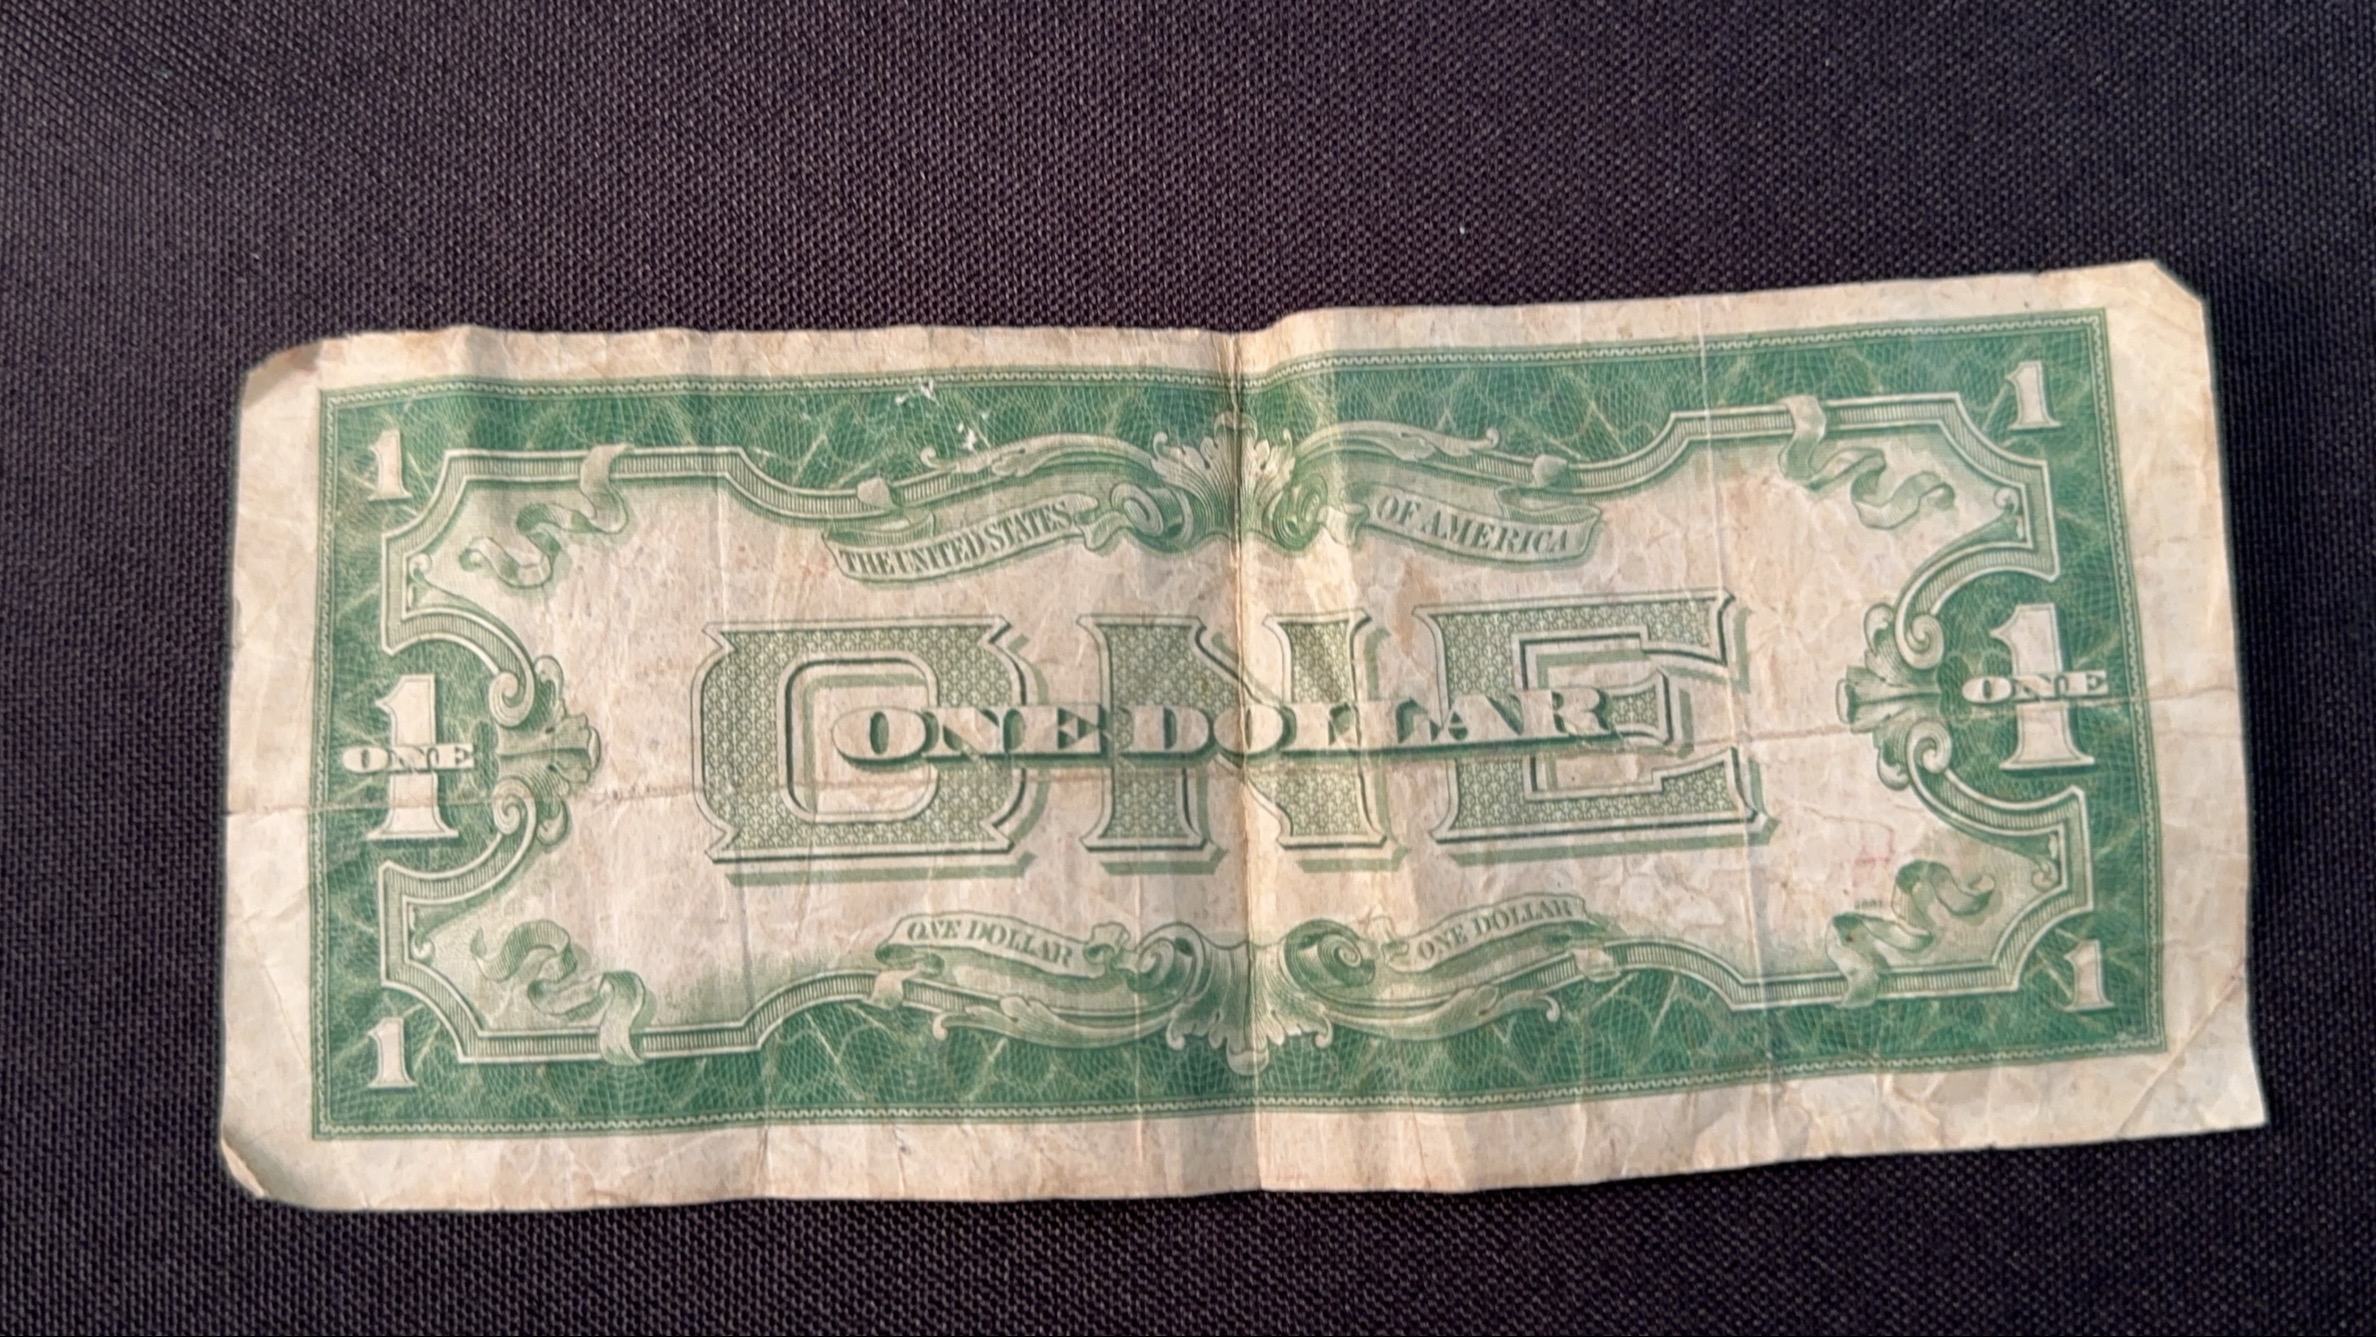 1 1
THE UNITED STATES OF AMERICA
ONE
ONE DOLLAR
1 ONE
1 ONE
ONE DOLLAR ONE DOLLAR
1 1